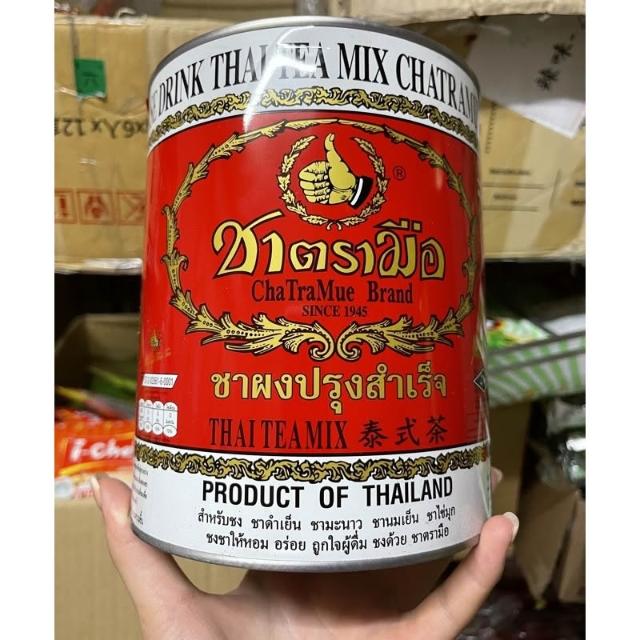 DRINK THAI TEA MIX CHATRAM
®
ชาตรามือ
ChaTraMue Brand
SINCE 1945
ชาผงปรุงสำเร็จ
THAI TEA MIX 泰式茶
PRODUCT OF THAILAND
สำหรับชง ชาดำเย็น ชามะนาว ชานมเย็น ชาไข่มุก
ชงชาให้หอม อร่อย ถูกใจผู้ดื่ม ชงด้วย ชาตรามือ